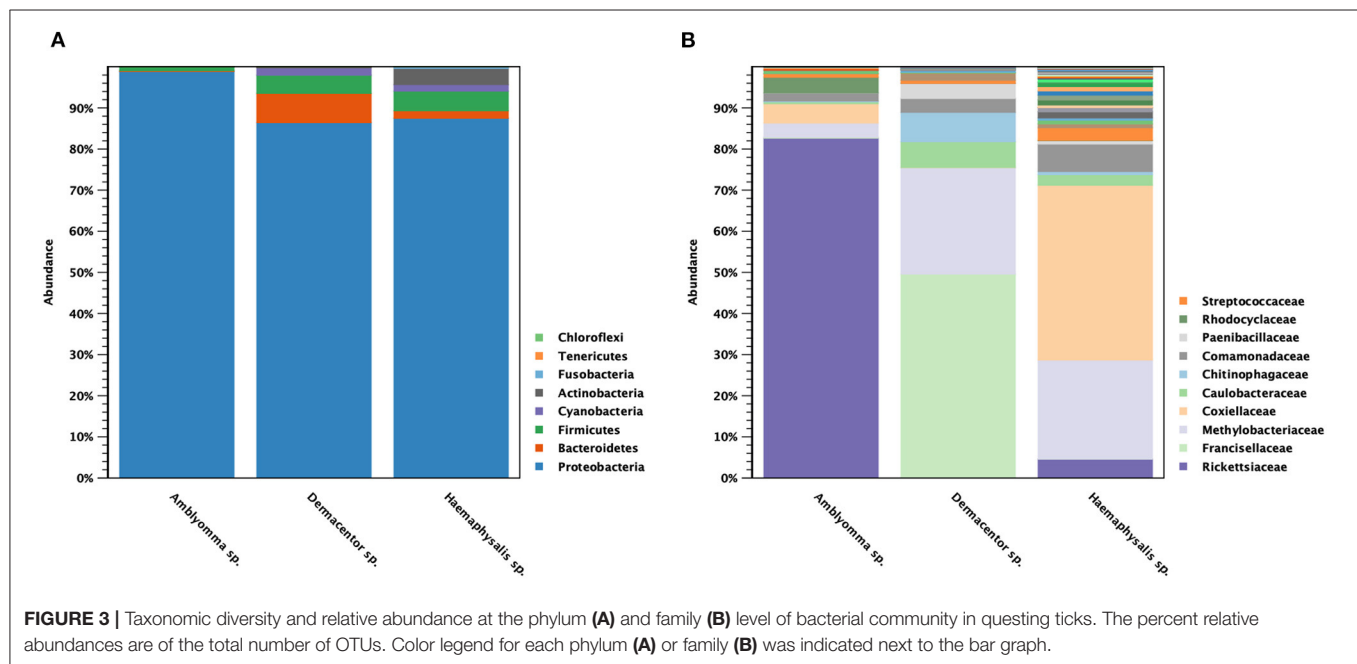 A
B
90%
80%
70%
60%
50%
40%
30%
20%
10%
0%
Abundance
Amblyomma sp.
Dermacentor sp.
Haemaphysalis sp.
Chloroflexi
Tenericutes
Fusobacteria
Actinobacteria
Cyanobacteria
Firmicutes
Bacteroidetes
Proteobacteria
90%
80%
70%
60%
50%
40%
30%
20%
10%
0%
Abundance
Amblyomma sp.
Dermacentor sp.
Haemaphysalis sp.
Streptococcaceae
Rhodocyclaceae
Paenibacillaceae
Comamonadaceae
Chitinophagaceae
Caulobacteraceae
Coxiellaceae
Methylobacteriaceae
Francisellaceae
Rickettsiaceae
FIGURE 3 | Taxonomic diversity and relative abundance at the phylum (A) and family (B) level of bacterial community in questing ticks. The percent relative
abundances are of the total number of OTUs. Color legend for each phylum (A) or family (B) was indicated next to the bar graph.